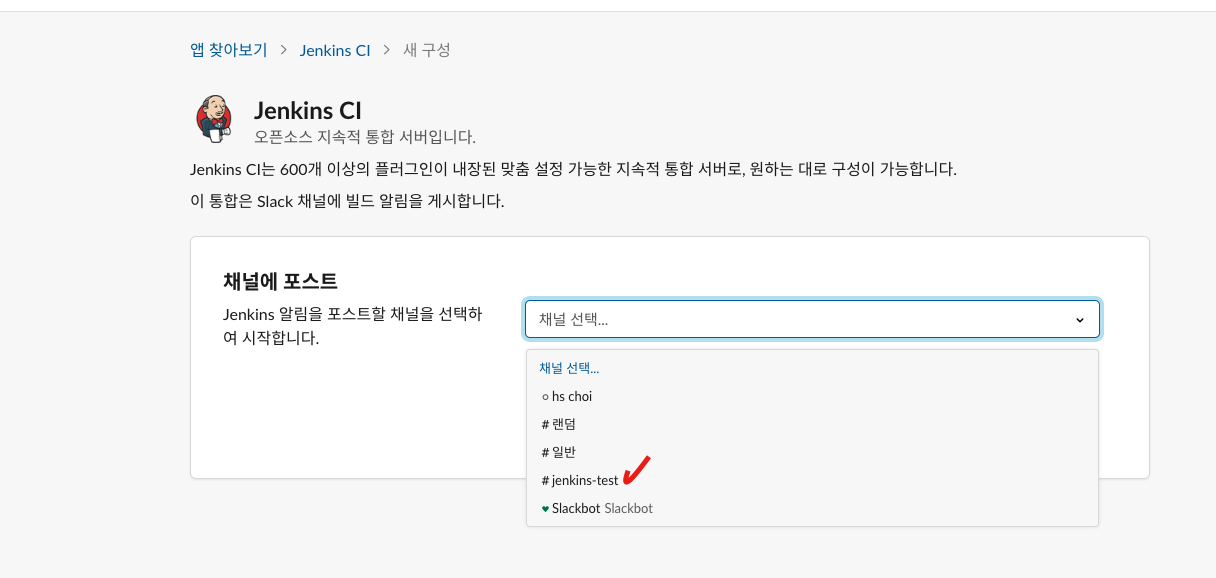 앱 찾아보기 > Jenkins CI > 새 구성
Jenkins CI
오픈소스 지속적 통합 서버입니다.
Jenkins CI는 600개 이상의 플러그인이 내장된 맞춤 설정 가능한 지속적 통합 서버로, 원하는 대로 구성이 가능합니다.
이 통합은 Slack 채널에 빌드 알림을 게시합니다.
채널에 포스트
Jenkins 알림을 포스트할 채널을 선택하
여 시작합니다.
채널 선택...
채널 선택...
hs choi
# 랜덤
# 일반
# jenkins-test
Slackbot Slackbot